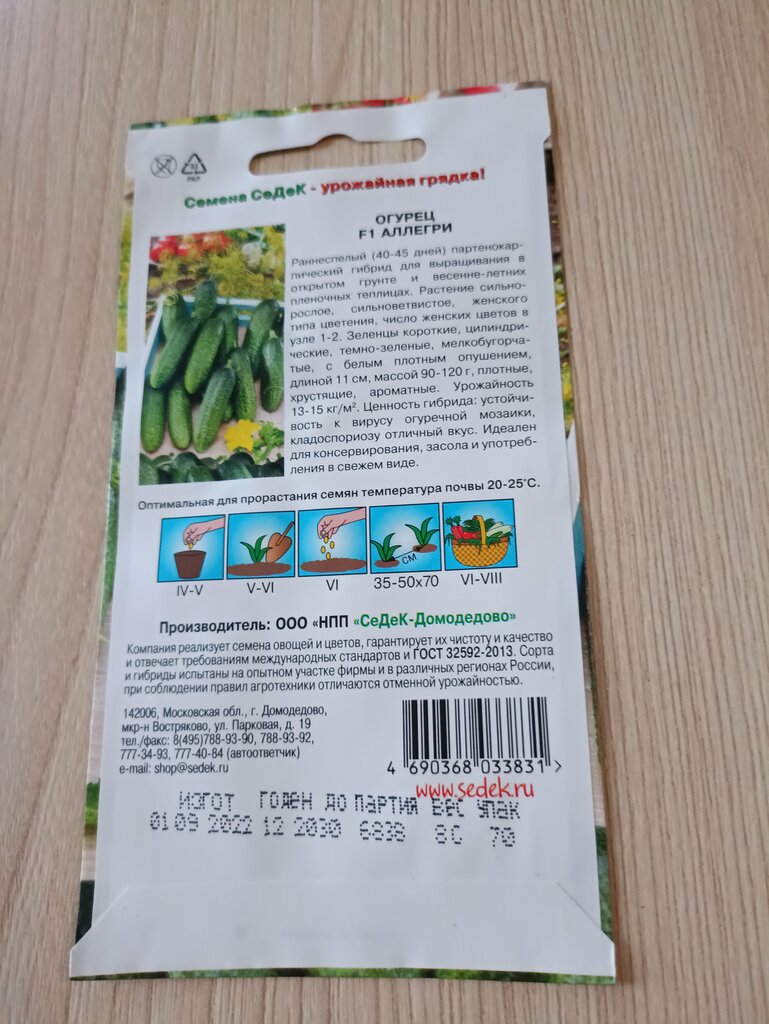 22
PAP
Семена СеДеК - урожайная грядка!
ОГУРЕЦ
F1 АЛЛЕГРИ
Раннеспелый (40-45 дней) партенокар-
пический гибрид для выращивания в
открытом грунте и весенне-летних
пленочных теплицах. Растение сильно-
рослое, сильноветвистое, женского
типа цветения, число женских цветов в
узле 1-2. Зеленцы короткие, цилиндри-
ческие, темно-зеленые, мелкобугорча-
тые, с белым плотным опушением,
длиной 11 см, массой 90-120 г, плотные,
хрустящие, ароматные. Урожайность
13-15 кг/м². Ценность гибрида: устойчи-
вость к вирусу огуречной мозаики,
кладоспориозу отличный вкус. Идеален
для консервирования, засола и употреб-
ления в свежем виде.
Оптимальная для прорастания семян температура почвы 20-25°С.
СМ
IV-V V-VI VI 35-50x70 VI-VIII
Производитель: ООО «НПП «СеДеК-Домодедово»
Компания реализует семена овощей и цветов, гарантирует их чистоту и качество
и отвечает требованиям международных стандартов и ГОСТ 32592-2013. Сорта
и гибриды испытаны на опытном участке фирмы и в различных регионах России,
при соблюдении правил агротехники отличаются отменной урожайностью.
142006, Московская обл., г. Домодедово,
мкр-н Востряково, ул. Парковая, д. 19
тел./факс: 8(495)788-93-90, 788-93-92,
777-34-93, 777-40-84 (автоответчик)
e-mail: shop@sedek.ru
4 690368 033831 >
www.sedek.ru
ИЗГОТ ГОДЕН ДО ПАРТИЯ ВЕС УПАК
01 09 2022 12 2030 6838 8С 70